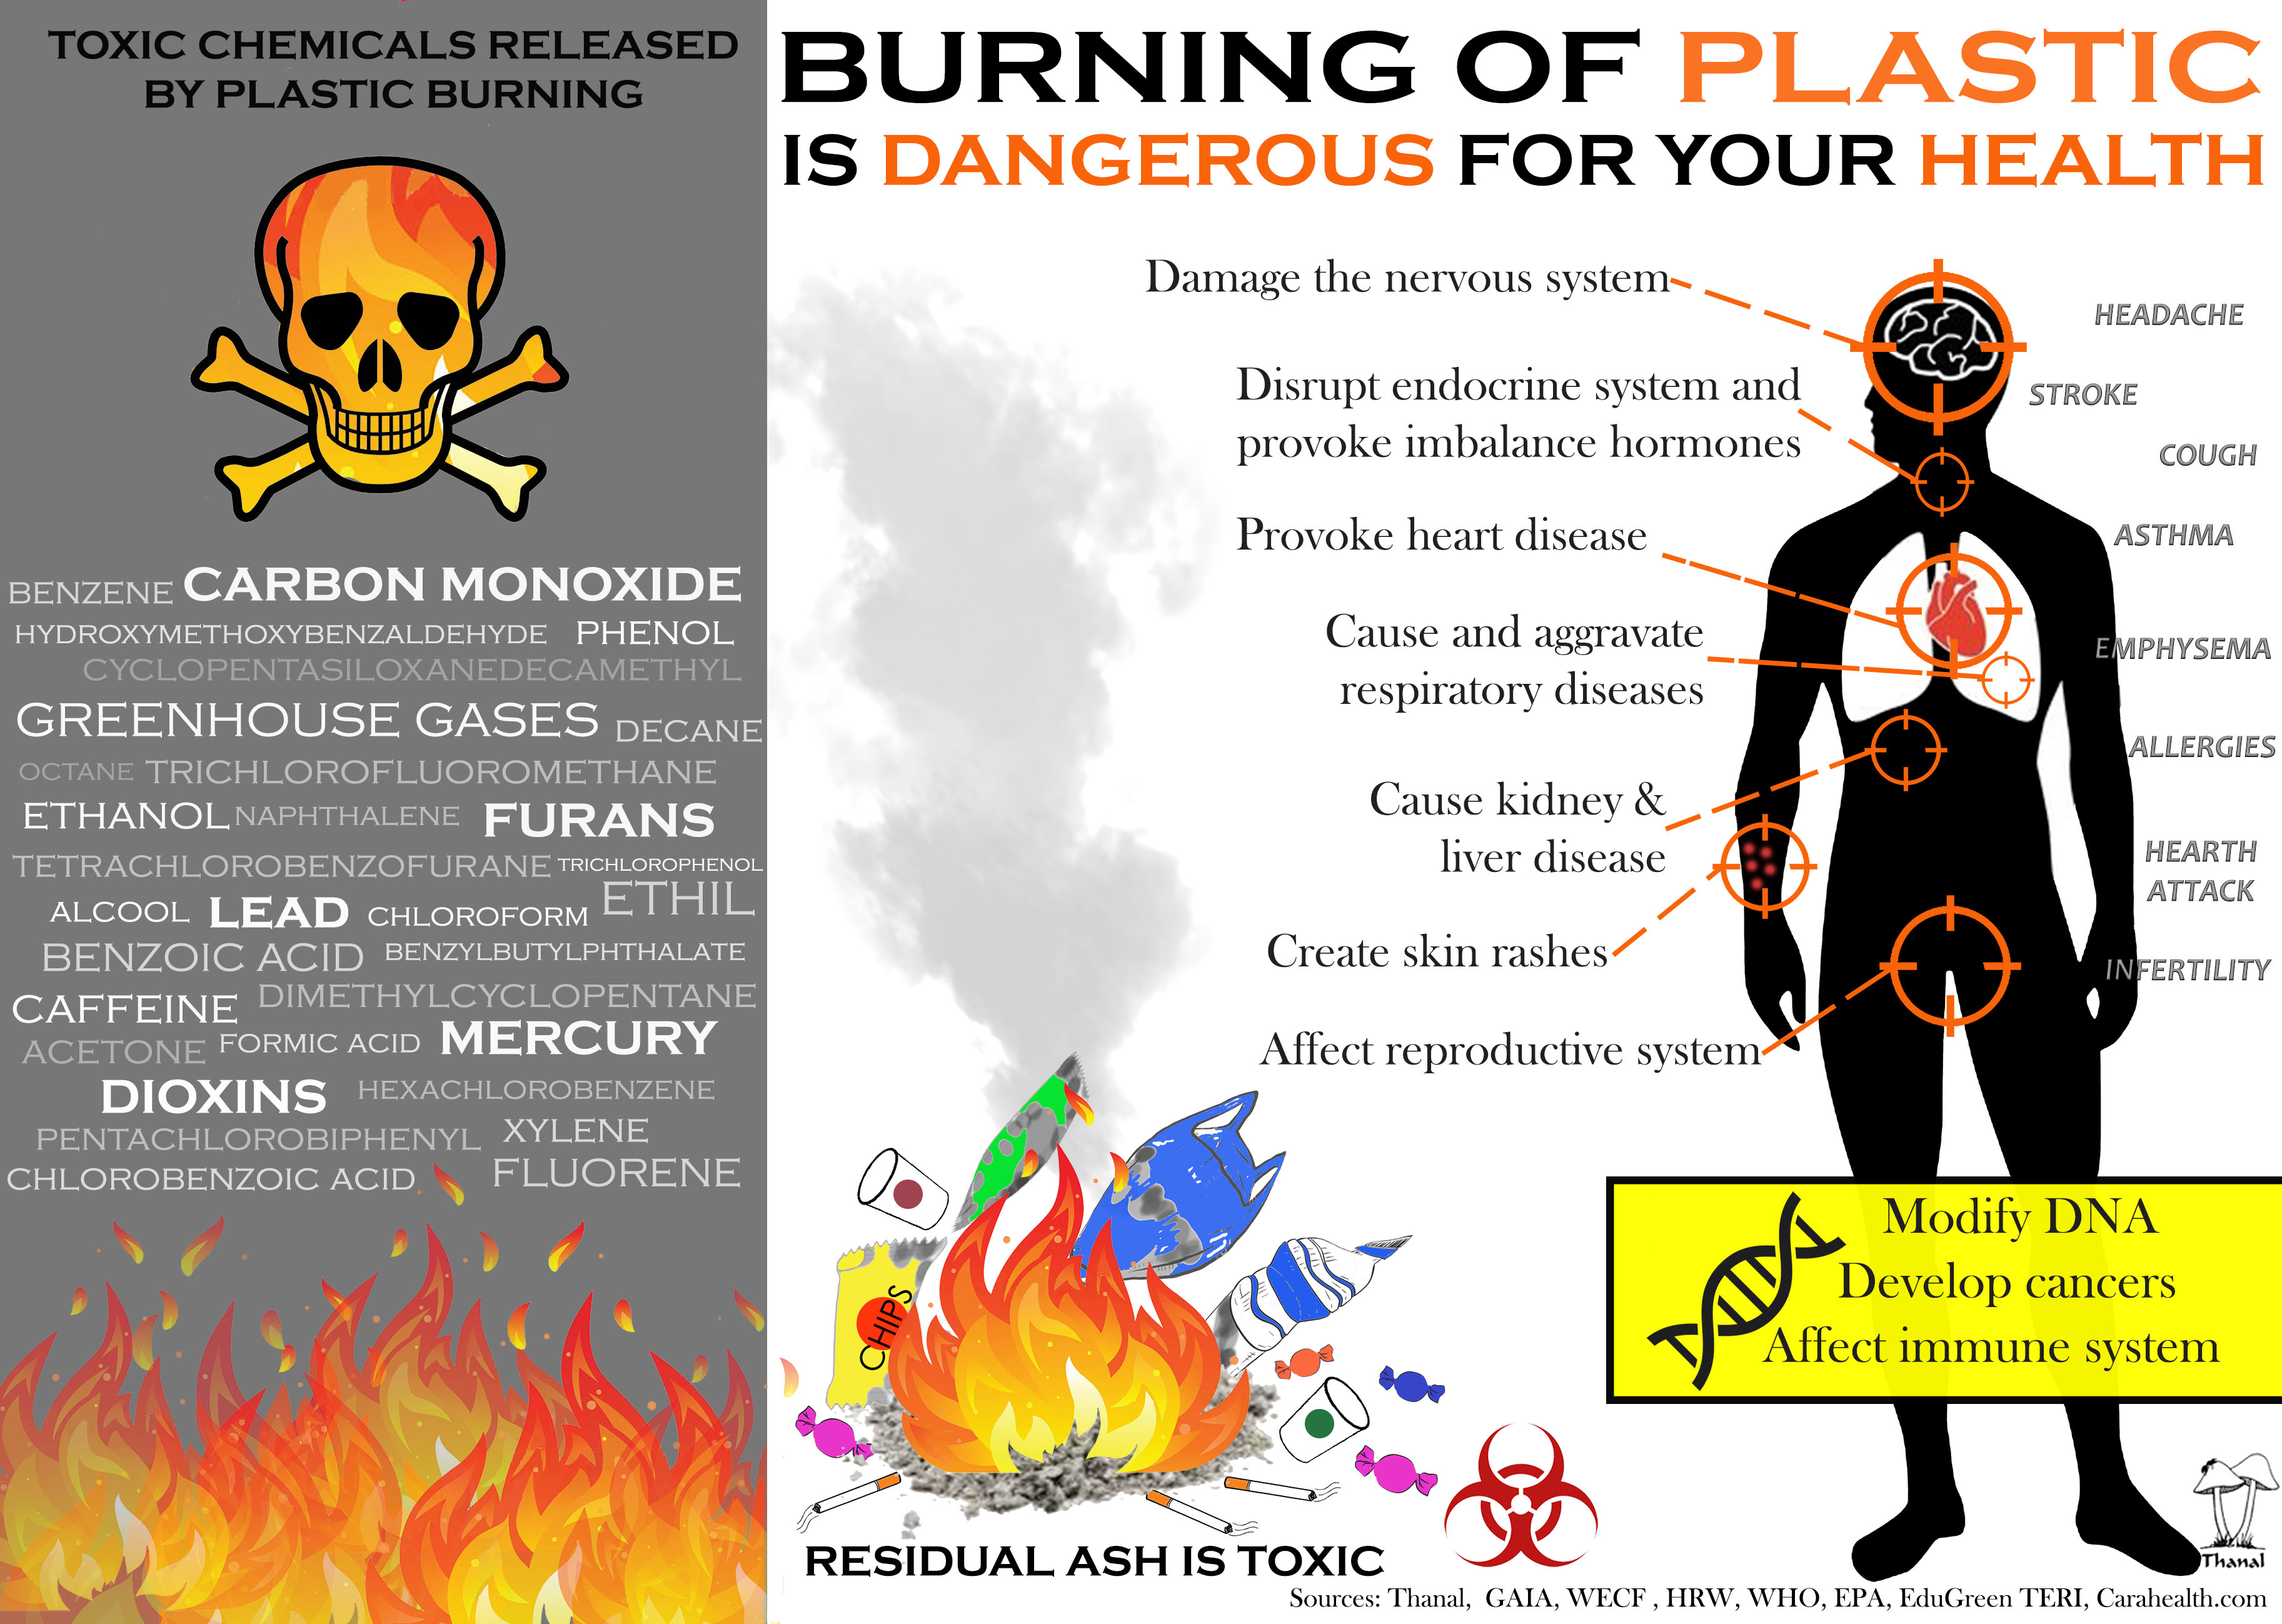 TOXIC CHEMICALS RELEASED
BY PLASTIC BURNING
BENZENE CARBON MONOXIDE
HYDROXYMETHOXYBENZALDEHYDE PHENOL
CYCLOPENTASILOXANEDECAMETHYL
GREENHOUSE GASES DECANE
OCTANE TRICHLOROFLUOROMETHANE
ETHANOL NAPHTHALENE FURANS
TETRACHLOROBENZOFURANE TRICHLOROPHENOL
ALCOOL LEAD CHLOROFORM ETHIL
BENZOIC ACID BENZYLBUTYLPHTHALATE
CAFFEINE DIMETHYLCYCLOPENTANE
ACETONE FORMIC ACID MERCURY
DIOXINS HEXACHLOROBENZENE
PENTACHLOROBIPHENYL XYLENE
CHLOROBENZOIC ACID FLUORENE
BURNING OF PLASTIC
IS DANGEROUS FOR YOUR HEALTH
Damage the nervous system
Disrupt endocrine system and
provoke imbalance hormones
Provoke heart disease
Cause and aggravate
respiratory diseases
Cause kidney &
liver disease
Create skin rashes
Affect reproductive system
HEADACHE
STROKE
COUGH
ASTHMA
EMPHYSEMA
ALLERGIES
HEARTH
ATTACK
INFERTILITY
Modify DNA
Develop cancers
Affect immune system
CHIPS
RESIDUAL ASH IS TOXIC
Thanal
Sources: Thanal, GAIA, WECF , HRW, WHO, EPA, EduGreen TERI, Carahealth.com